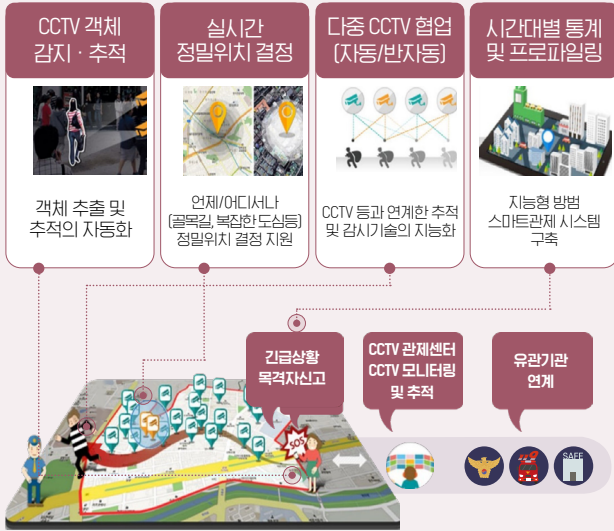 CCTV 객체
감지 · 추적
실시간
정밀위치 결정
다중 CCTV 협업
(자동/반자동)
시간대별 통계
및 프로파일링
객체 추출 및
추적의 자동화
언제/어디서나
(골목길, 복잡한 도심등)
정밀위치 결정 지원
CCTV 등과 연계한 추적
및 감시기술의 지능화
지능형 방범
스마트관제 시스템
구축
긴급상황
목격자신고
CCTV 관제센터
CCTV 모니터링
및 추적
유관기관
연계
SOS
SAFE